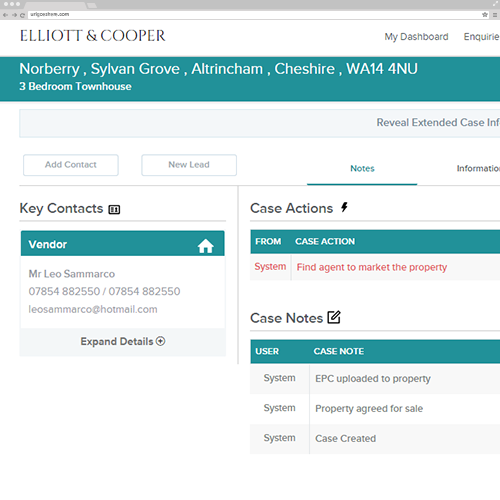 urlgoeshere.com
ELLIOTT & COOPER
My Dashboard Enquirie
Norberry , Sylvan Grove , Altrincham , Cheshire , WA14 4NU
3 Bedroom Townhouse
Reveal Extended Case Inf
Add Contact New Lead Notes Information
Key Contacts
Vendor
Mr Leo Sammarco
07854 882550 / 07854 882550
leosammarco@hotmail.com
Expand Details
Case Actions
FROM CASE ACTION
System Find agent to market the property
Case Notes
USER CASE NOTE
System EPC uploaded to property
System Property agreed for sale
System Case Created